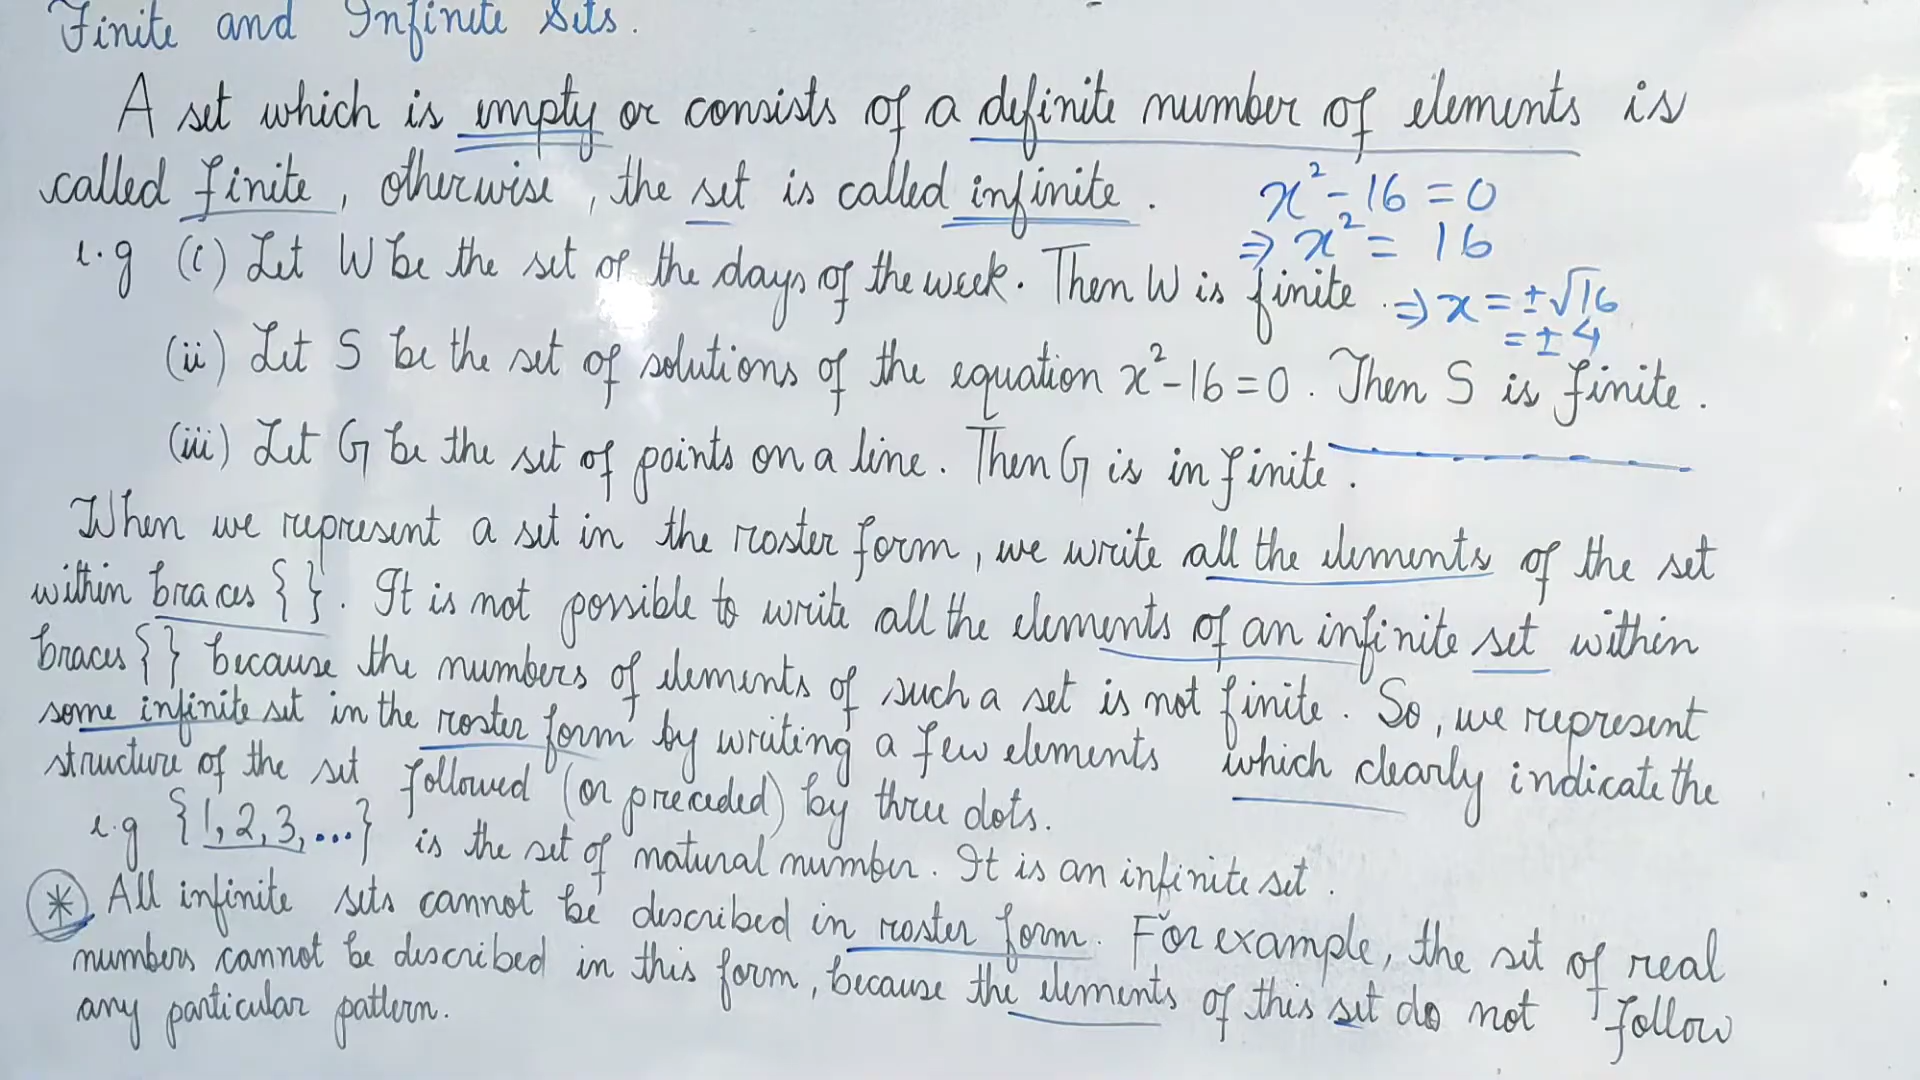 Finite and Infinite Sets.
A set which is empty or consists of a definite number of elements is
called finite, otherwise, the set is called infinite.
x² - 16 = 0
⇒ x² = 16
e.g (i) Let W be the set of the days of the week. Then W is finite.
⇒ x = ±√16
= ± 4
(ii) Let S be the set of solutions of the equation x² - 16 = 0. Then S is finite.
(iii) Let G be the set of points on a line. Then G is infinite.
When we represent a set in the roster form, we write all the elements of the set
within braces { }. It is not possible to write all the elements of an infinite set within
braces { } because the numbers of elements of such a set is not finite. So, we represent
some infinite set in the roster form by writing a few elements which clearly indicate the
structure of the set followed (or preceded) by three dots.
e.g {1, 2, 3, ...} is the set of natural number. It is an infinite set.
* All infinite sets cannot be described in roster form. For example, the set of real
numbers cannot be described in this form, because the elements of this set do not follow
any particular pattern.